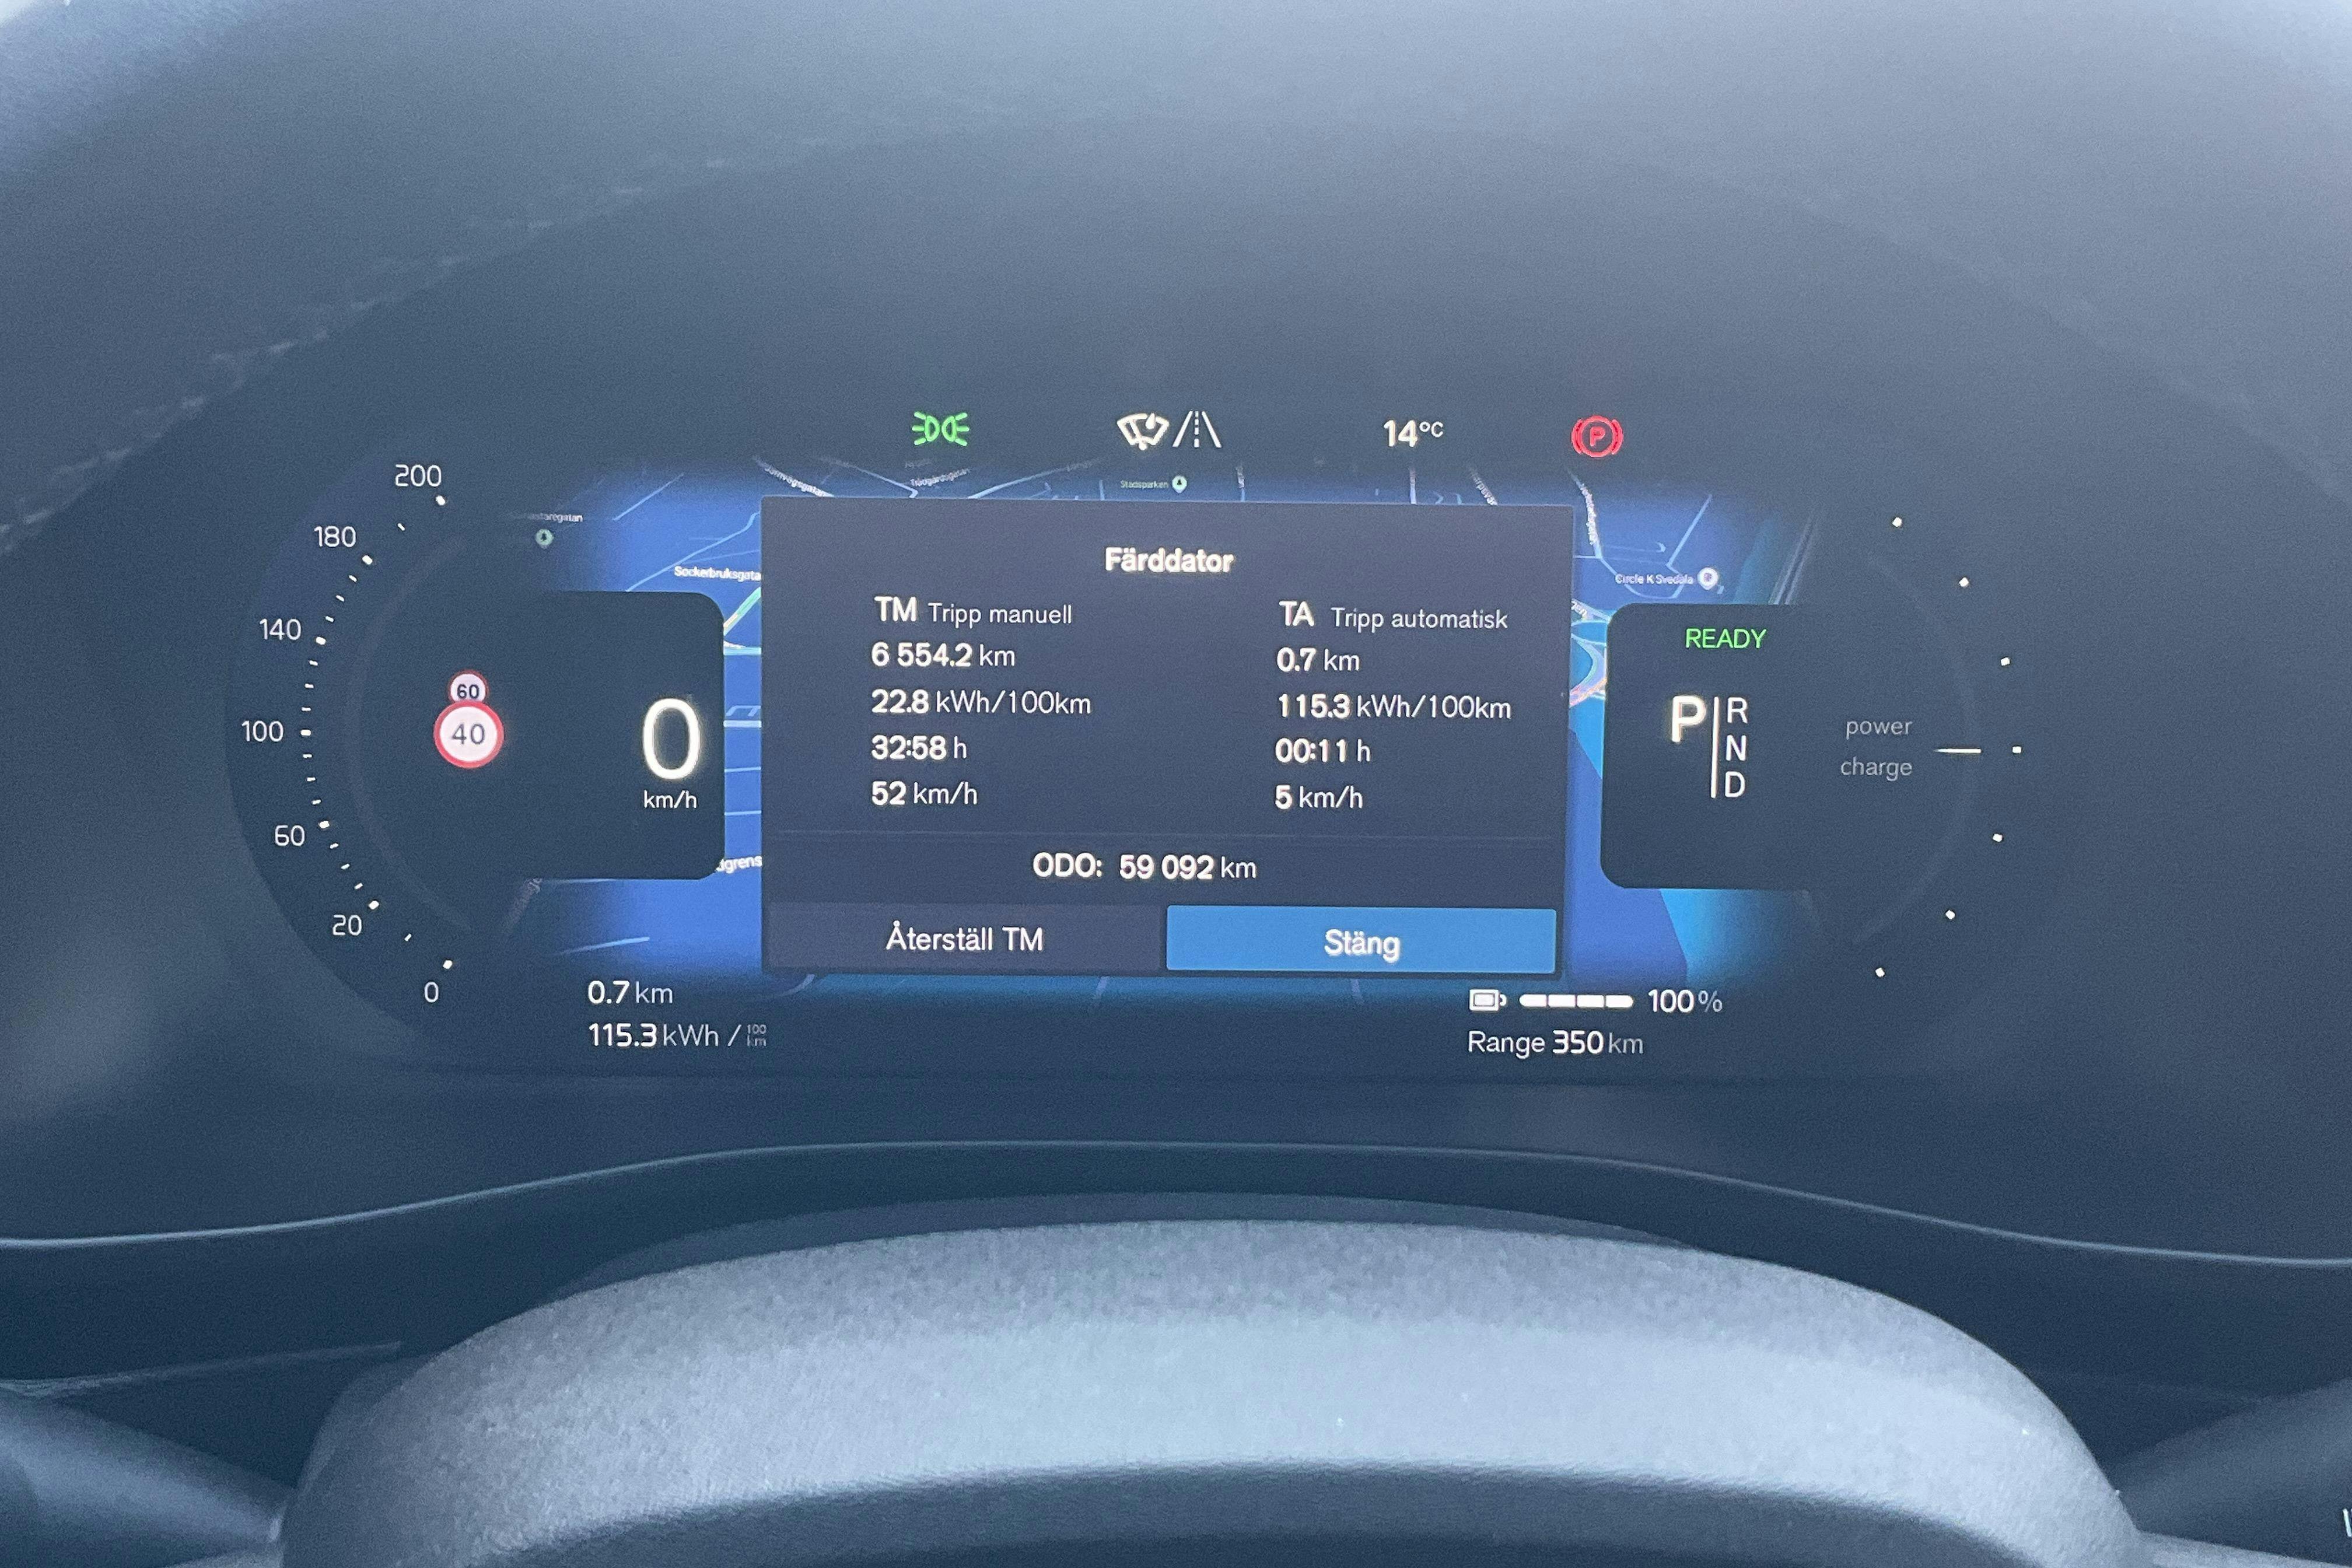 14°C
P
200
180
140
100
60
20
0
Stadsparken
Sockerbruksgata
Circle K Svedala
60
40
0
km/h
Färddator
TM Tripp manuell
6 554.2 km
22.8 kWh/100km
32:58 h
52 km/h
TA Tripp automatisk
0.7 km
115.3 kWh/100km
00:11 h
5 km/h
ODO: 59 092 km
Återställ TM
Stäng
READY
P
R
N
D
power
charge
0.7 km
115.3 kWh / 100 km
100 %
Range 350 km